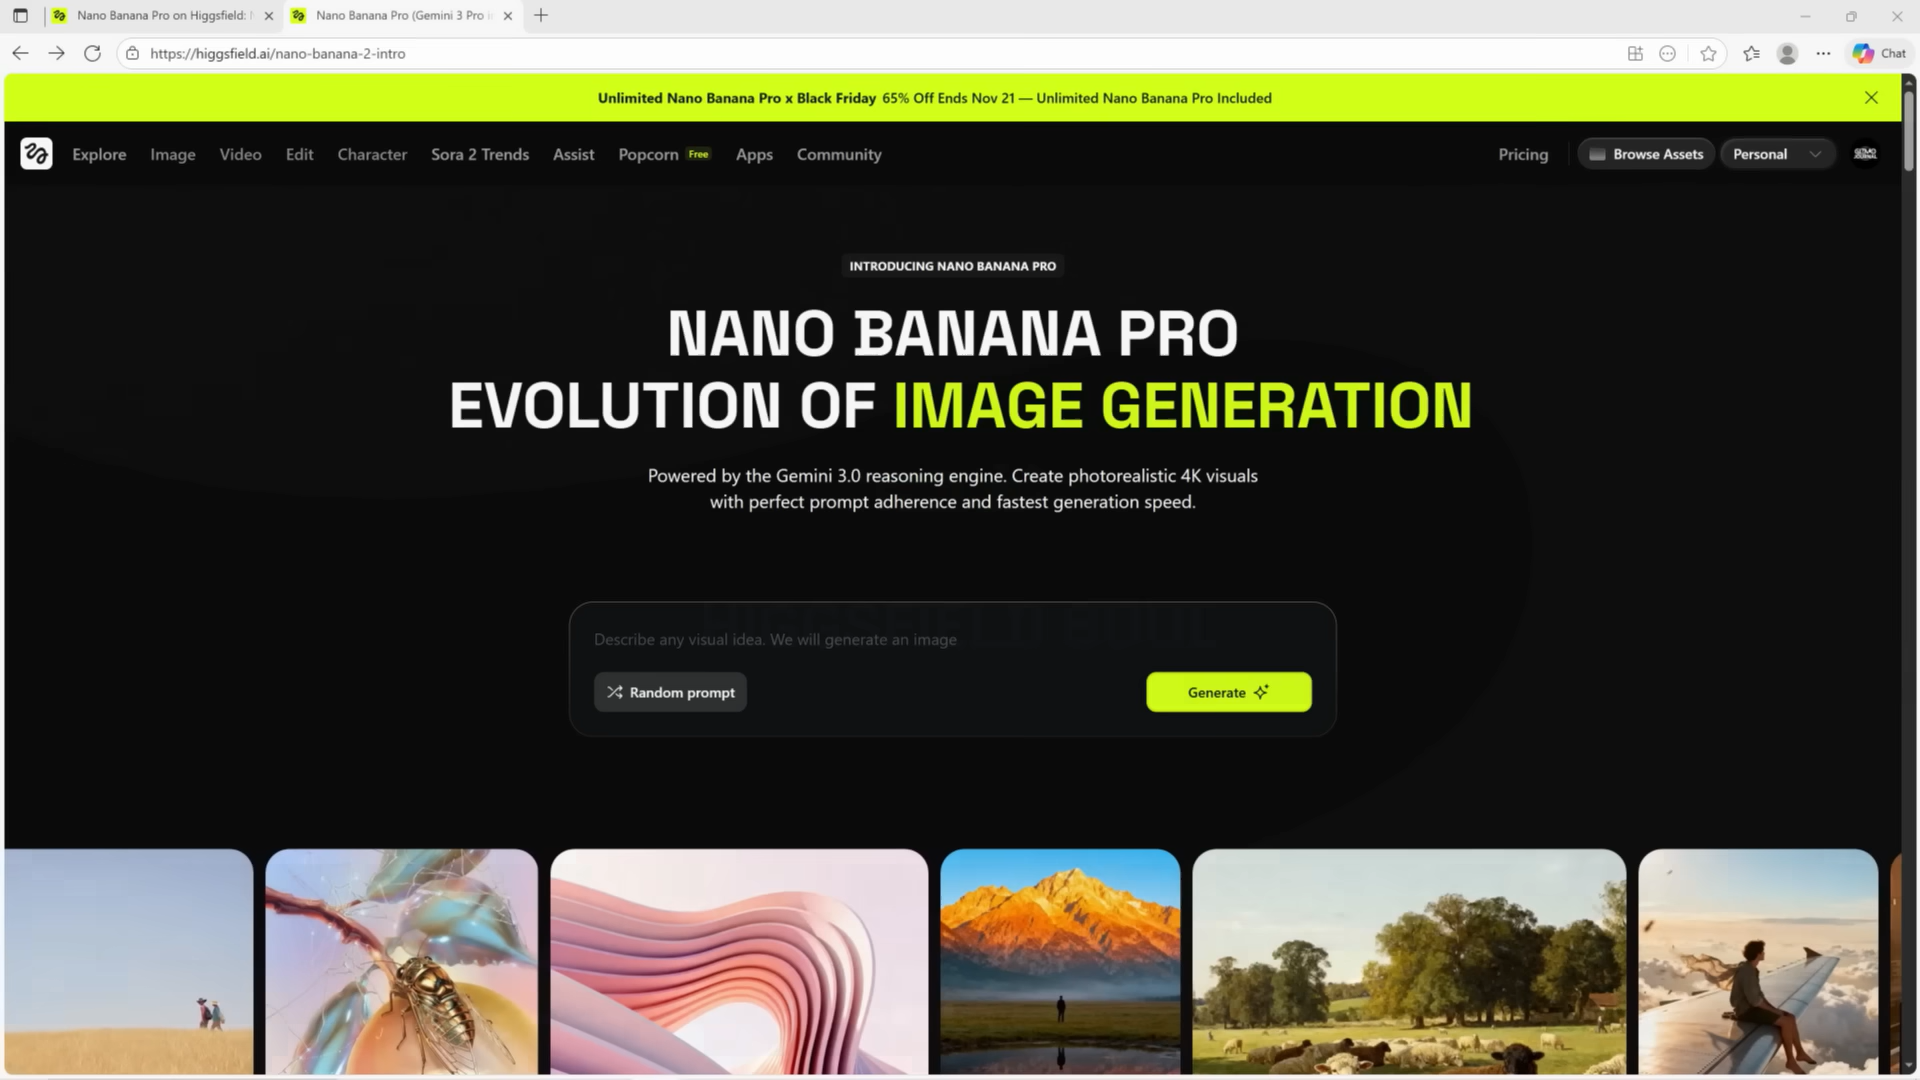 Nano Banana Pro on Higgsfield:
Nano Banana Pro (Gemini 3 Pro
https://higgsfield.ai/nano-banana-2-intro
Chat
Unlimited Nano Banana Pro x Black Friday 65% Off Ends Nov 21 — Unlimited Nano Banana Pro Included
Explore Image Video Edit Character Sora 2 Trends Assist Popcorn Free Apps Community Pricing Browse Assets Personal
INTRODUCING NANO BANANA PRO
NANO BANANA PRO
EVOLUTION OF IMAGE GENERATION
Powered by the Gemini 3.0 reasoning engine. Create photorealistic 4K visuals
with perfect prompt adherence and fastest generation speed.
Describe any visual idea. We will generate an image
Random prompt
Generate